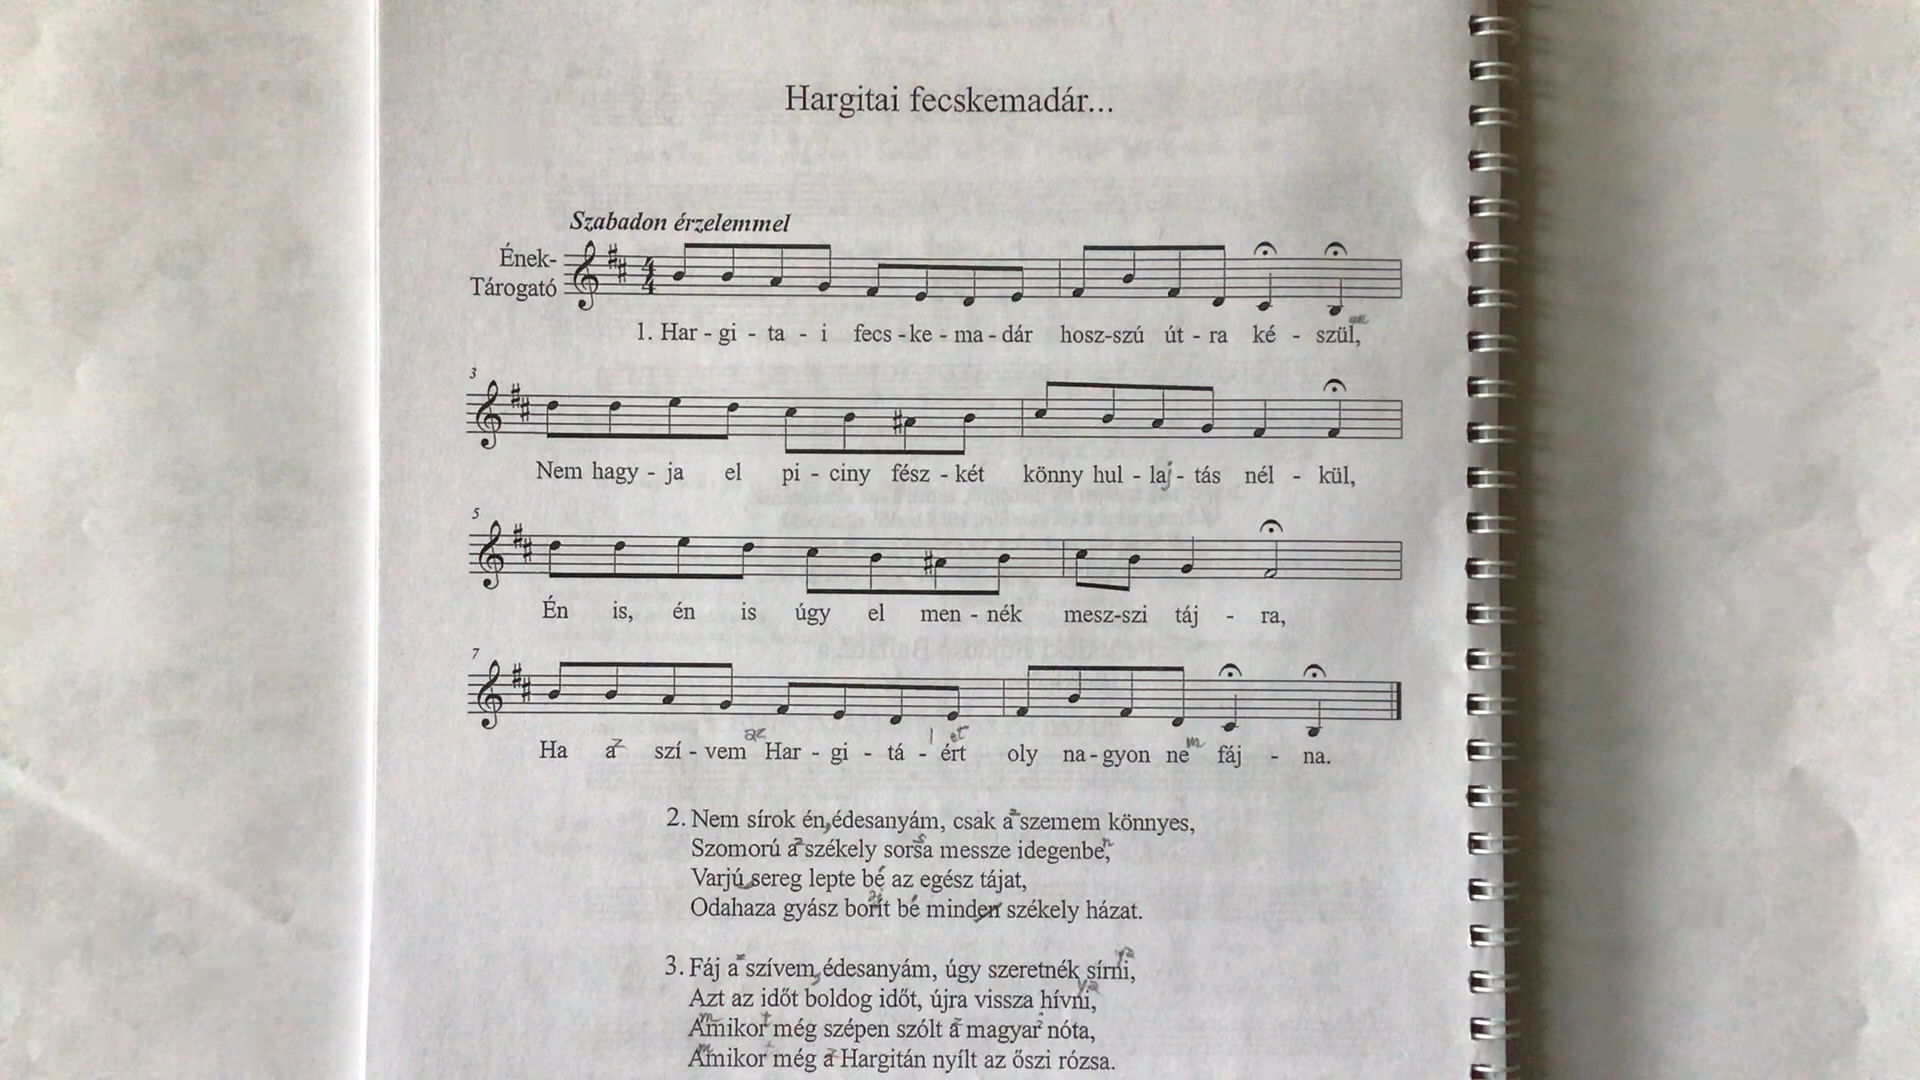 Hargitai fecskemadár...
Szabadon érzelemmel
Ének-
Tárogató
1. Har - gi - ta - i fecs - ke - ma - dár hosz-szú út - ra ké - szül,
3
Nem hagy - ja el pi - ciny fész - két könny hul - laj - tás nél - kül,
5
Én is, én is úgy el men - nék mesz-szi táj - ra,
7
Ha a szí - vem Har - gi - tá - ért oly na - gyon ne fáj - na.
2. Nem sírok én, édesanyám, csak a szemem könnyes,
Szomorú a székely sorsa messze idegenbe,
Varjú sereg lepte bé az egész tájat,
Odahaza gyász borít bé minden székely házat.
3. Fáj a szívem, édesanyám, úgy szeretnék sírni,
Azt az időt boldog időt, újra vissza hívni,
Amikor még szépen szólt a magyar nóta,
Amikor még a Hargitán nyílt az őszi rózsa.